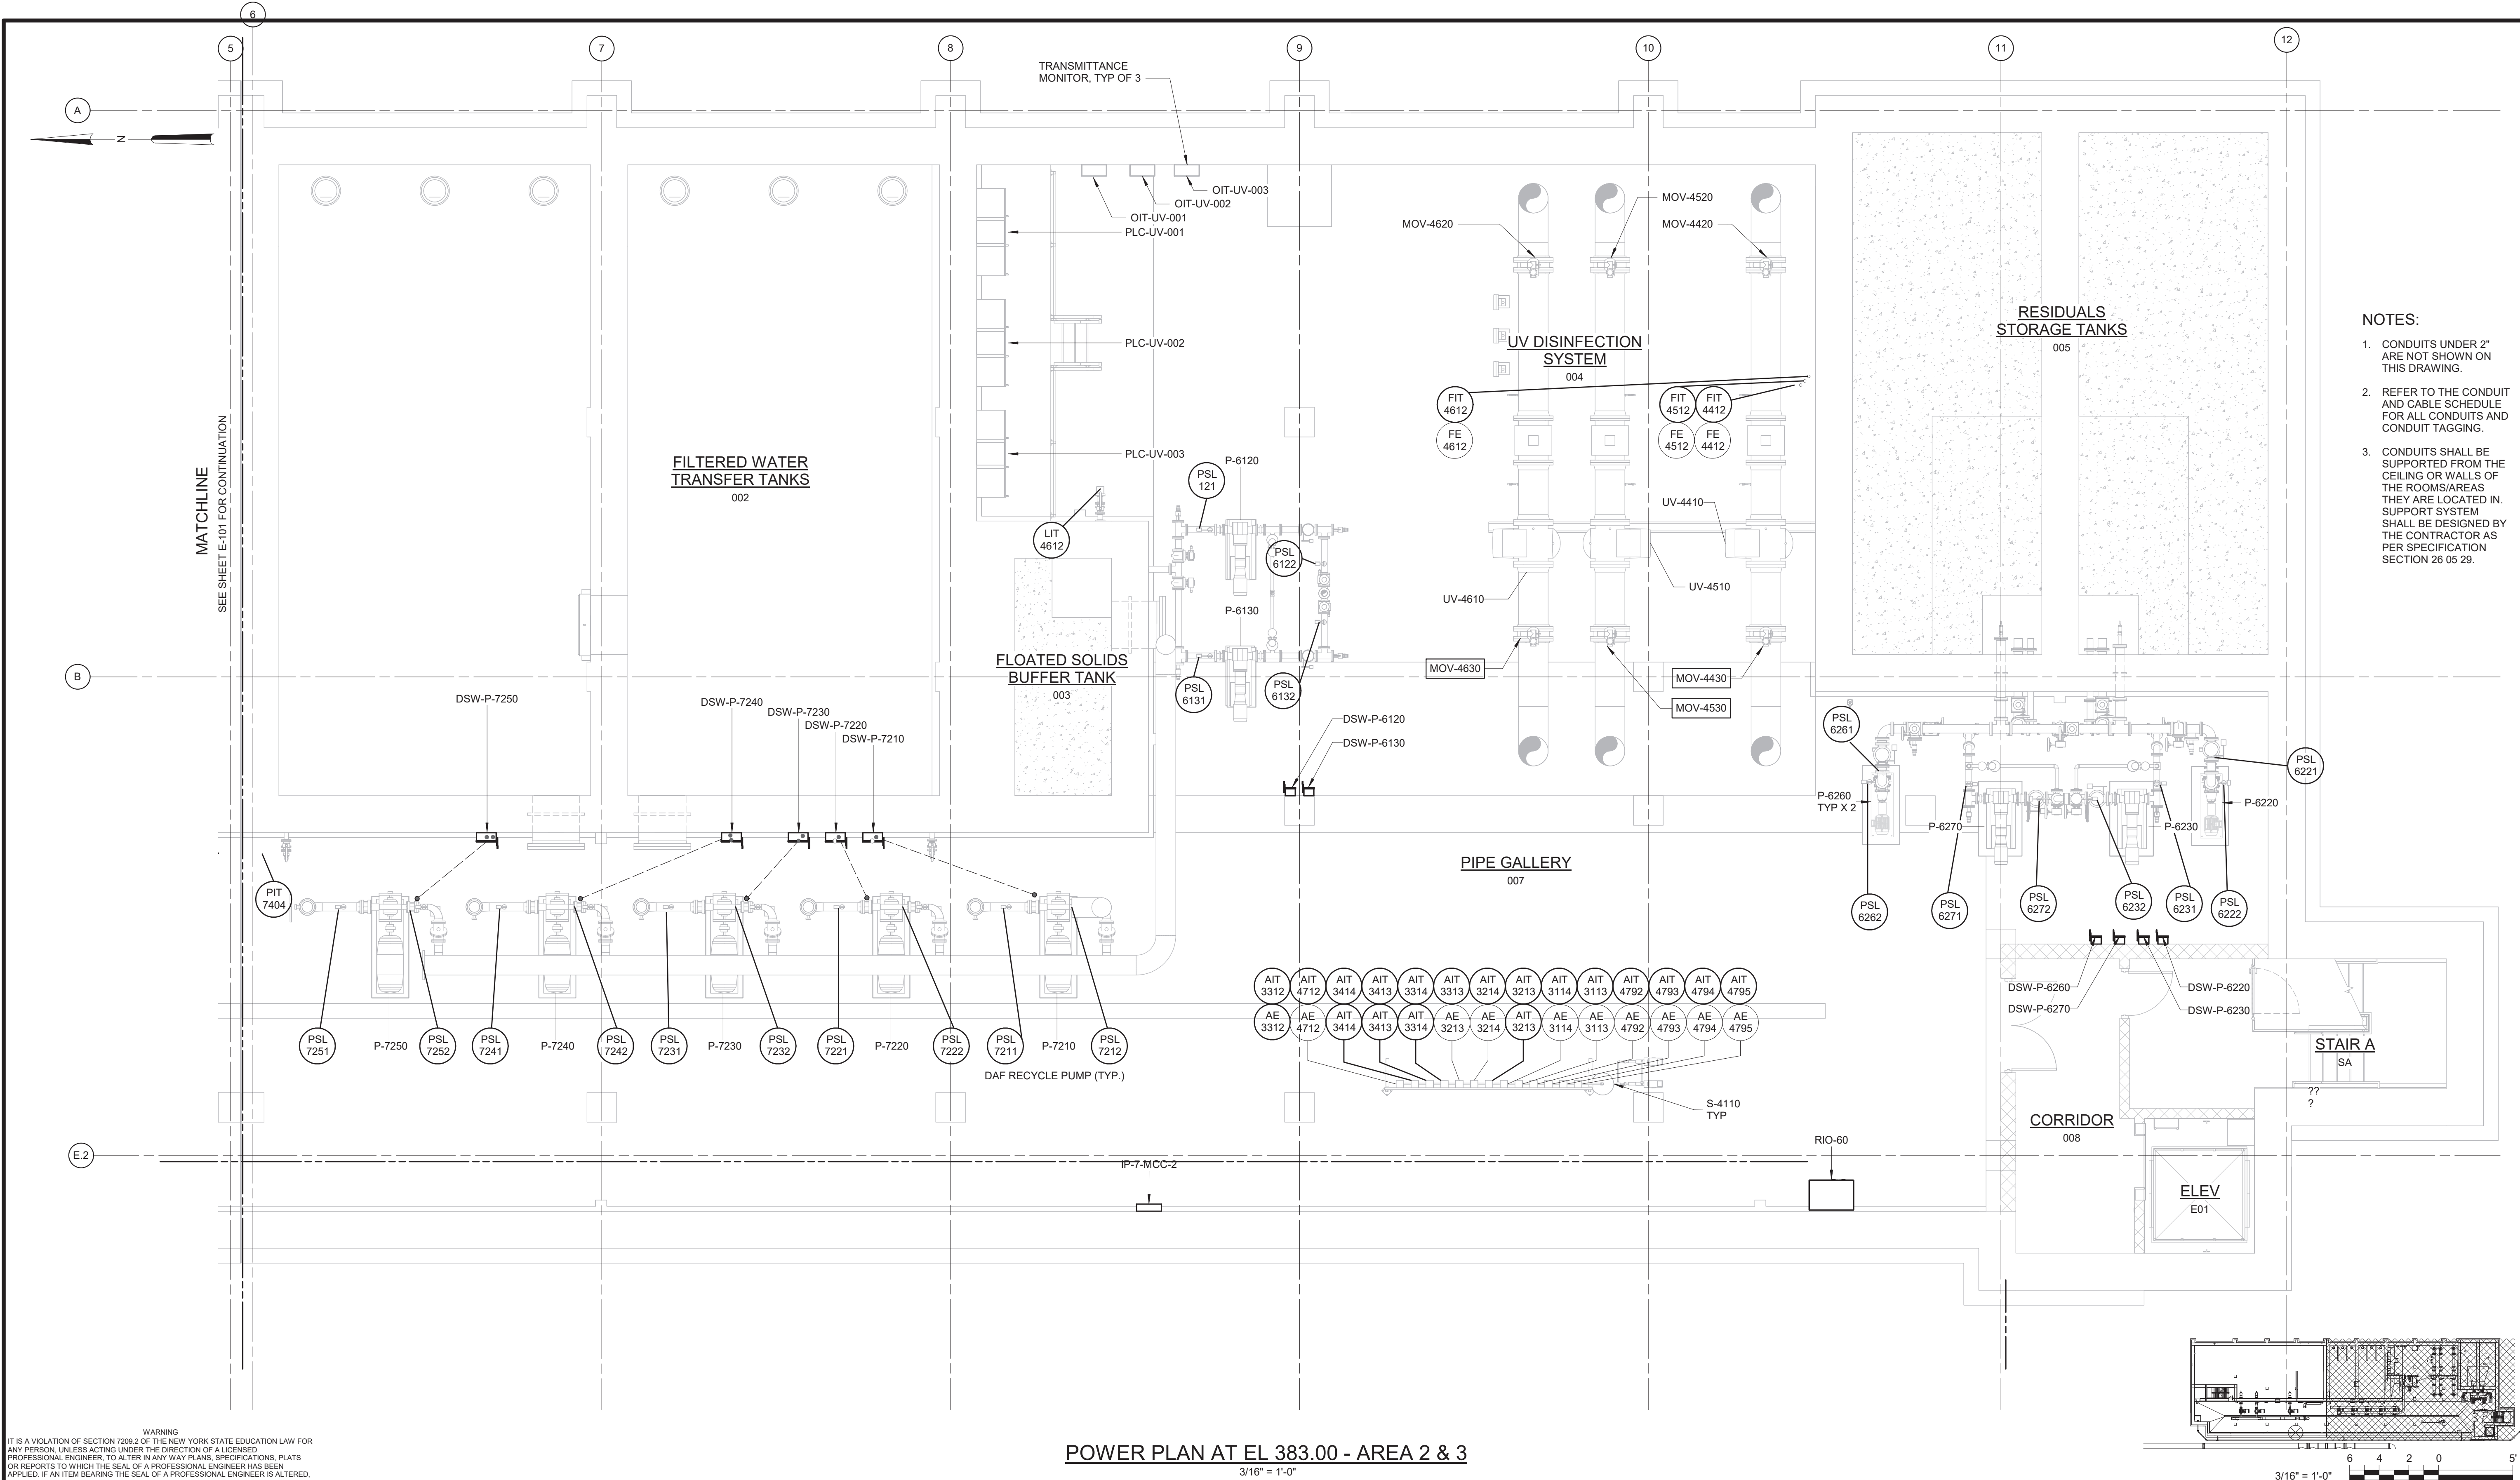 6
5
7
8
9
10
11
12
TRANSMITTANCE
MONITOR, TYP OF 3
A
N
OIT-UV-003
OIT-UV-002
OIT-UV-001
PLC-UV-001
MOV-4620
MOV-4520
MOV-4420
RESIDUALS
STORAGE TANKS
005
NOTES:
1. CONDUITS UNDER 2"
ARE NOT SHOWN ON
THIS DRAWING.
2. REFER TO THE CONDUIT
AND CABLE SCHEDULE
FOR ALL CONDUITS AND
CONDUIT TAGGING.
3. CONDUITS SHALL BE
SUPPORTED FROM THE
CEILING OR WALLS OF
THE ROOMS/AREAS
THEY ARE LOCATED IN.
SUPPORT SYSTEM
SHALL BE DESIGNED BY
THE CONTRACTOR AS
PER SPECIFICATION
SECTION 26 05 29.
PLC-UV-002
UV DISINFECTION
SYSTEM
004
FIT
4612
FIT
4512
FIT
4412
FE
4612
FE
4512
FE
4412
MATCHLINE
SEE SHEET E-101 FOR CONTINUATION
FILTERED WATER
TRANSFER TANKS
002
PLC-UV-003
P-6120
PSL
121
LIT
4612
PSL
6122
UV-4410
UV-4510
UV-4610
P-6130
FLOATED SOLIDS
BUFFER TANK
003
B
PSL
6131
PSL
6132
MOV-4630
MOV-4430
MOV-4530
DSW-P-7250
DSW-P-7240
DSW-P-7230
DSW-P-7220
DSW-P-7210
DSW-P-6120
DSW-P-6130
PSL
6261
PSL
6221
P-6260
TYP X 2
P-6220
P-6270
P-6230
PIPE GALLERY
007
PIT
7404
PSL
6262
PSL
6271
PSL
6272
PSL
6232
PSL
6231
PSL
6222
DSW-P-6260
DSW-P-6220
DSW-P-6270
DSW-P-6230
AIT
3312
AIT
4712
AIT
3414
AIT
3413
AIT
3314
AIT
3313
AIT
3214
AIT
3213
AIT
3114
AIT
3113
AIT
4792
AIT
4793
AIT
4794
AIT
4795
AE
3312
AE
4712
AIT
3414
AIT
3413
AIT
3314
AE
3213
AE
3214
AIT
3213
AE
3114
AE
3113
AE
4792
AE
4793
AE
4794
AE
4795
PSL
7251
P-7250
PSL
7252
PSL
7241
P-7240
PSL
7242
PSL
7231
P-7230
PSL
7232
PSL
7221
P-7220
PSL
7222
PSL
7211
P-7210
PSL
7212
DAF RECYCLE PUMP (TYP.)
S-4110
TYP
STAIR A
SA
??
?
CORRIDOR
008
E.2
IP-7-MCC-2
RIO-60
ELEV
E01
WARNING
IT IS A VIOLATION OF SECTION 7209.2 OF THE NEW YORK STATE EDUCATION LAW FOR
ANY PERSON, UNLESS ACTING UNDER THE DIRECTION OF A LICENSED
PROFESSIONAL ENGINEER, TO ALTER IN ANY WAY PLANS, SPECIFICATIONS, PLATS
OR REPORTS TO WHICH THE SEAL OF A PROFESSIONAL ENGINEER HAS BEEN
APPLIED. IF AN ITEM BEARING THE SEAL OF A PROFESSIONAL ENGINEER IS ALTERED,
POWER PLAN AT EL 383.00 - AREA 2 & 3
3/16" = 1'-0"
3/16" = 1'-0"
6 4 2 0 5'